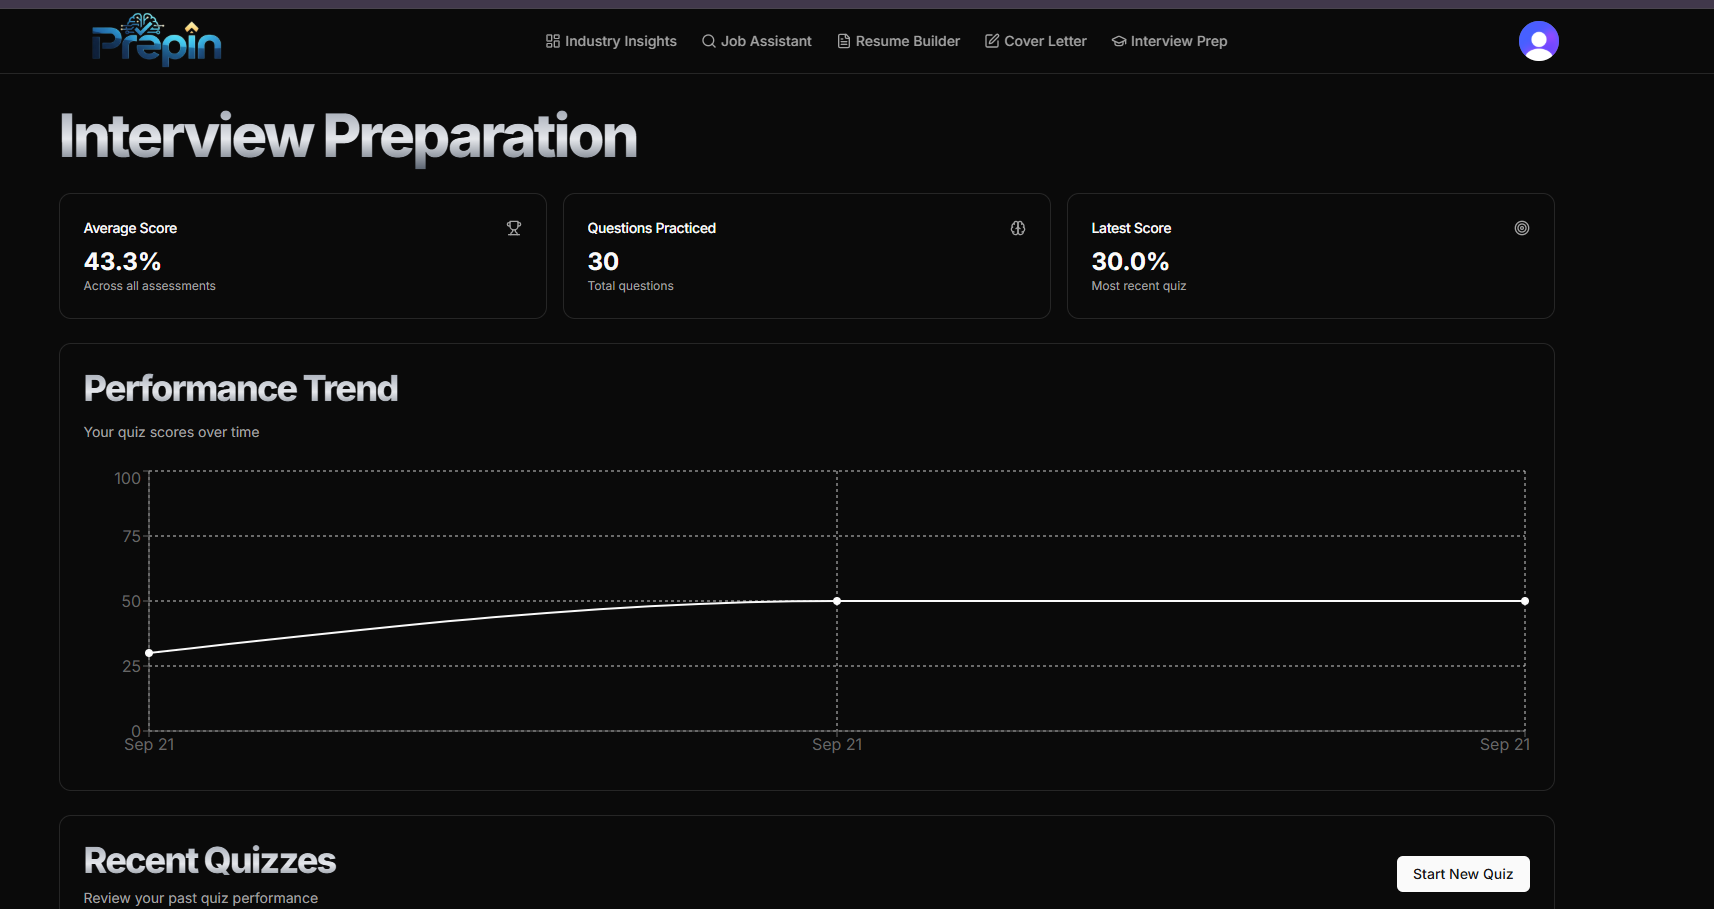 Prepin
Industry Insights
Job Assistant
Resume Builder
Cover Letter
Interview Prep
Interview Preparation
Average Score
43.3%
Across all assessments
Questions Practiced
30
Total questions
Latest Score
30.0%
Most recent quiz
Performance Trend
Your quiz scores over time
100
75
50
25
0
Sep 21
Sep 21
Sep 21
Recent Quizzes
Review your past quiz performance
Start New Quiz